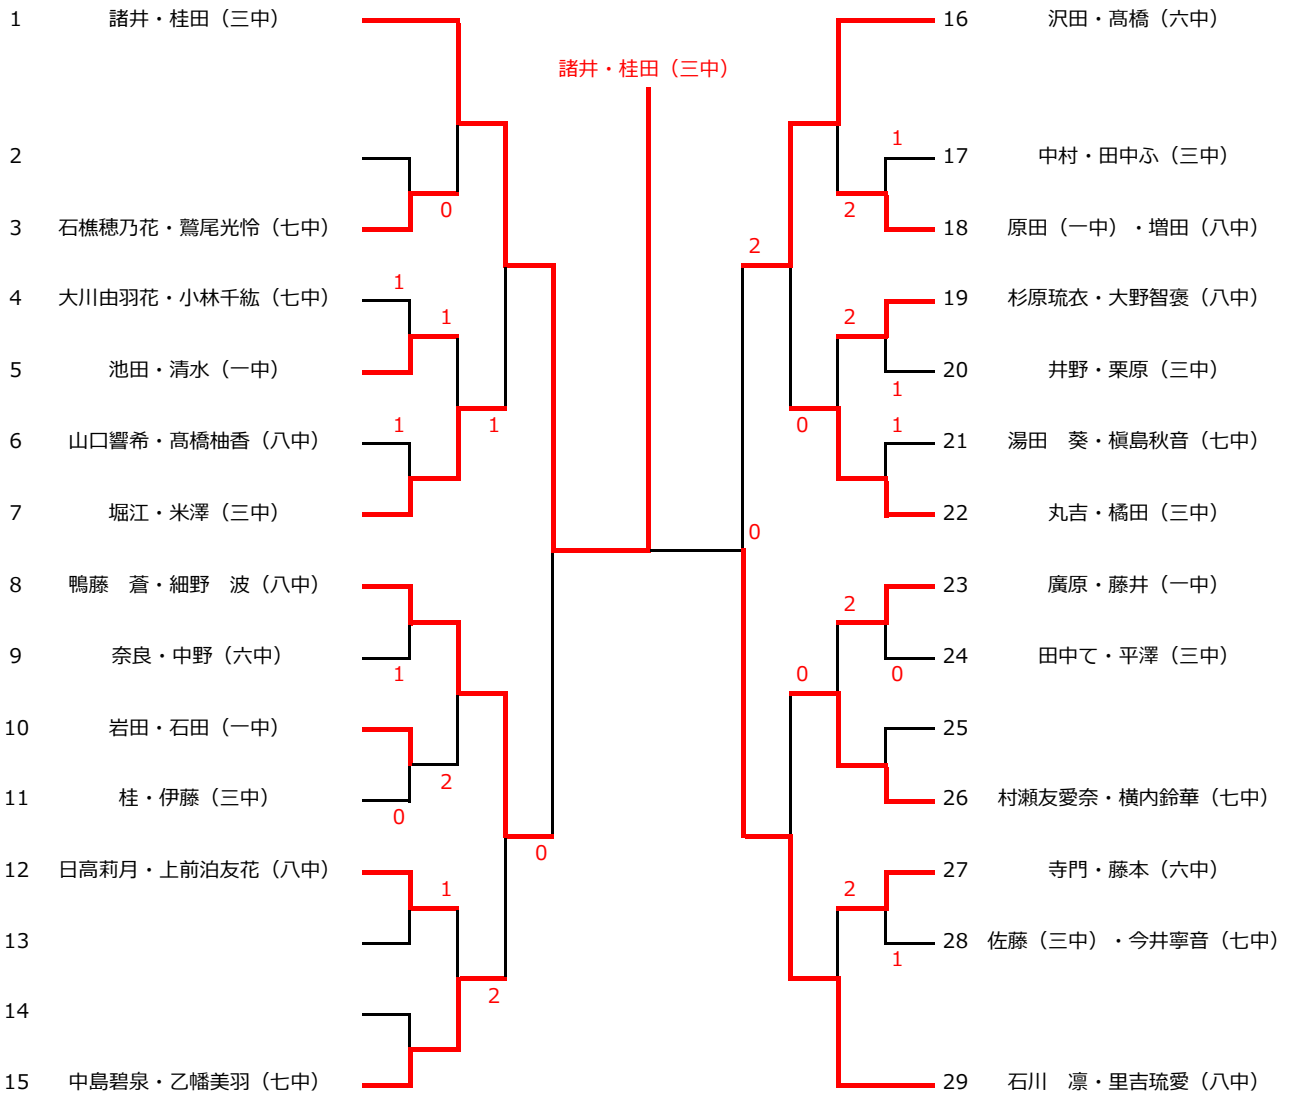 諸井・桂田（三中）
1 諸井・桂田（三中）
2
3 石樵穂乃花・鷲尾光怜（七中）
0
4 大川由羽花・小林千紘（七中）
1
1
5 池田・清水（一中）
6 山口響希・髙橋柚香（八中）
1
1
7 堀江・米澤（三中）
8 鴨藤　蒼・細野　波（八中）
9 奈良・中野（六中）
1
10 岩田・石田（一中）
2
11 桂・伊藤（三中）
0
0
12 日高莉月・上前泊友花（八中）
1
13
2
14
15 中島碧泉・乙幡美羽（七中）
16 沢田・髙橋（六中）
1
17 中村・田中ふ（三中）
2
18 原田（一中）・増田（八中）
2
19 杉原琉衣・大野智褒（八中）
2
20 井野・栗原（三中）
1
0
1
21 湯田　葵・槇島秋音（七中）
22 丸吉・橘田（三中）
0
23 廣原・藤井（一中）
2
24 田中て・平澤（三中）
0
0
25
26 村瀬友愛奈・横内鈴華（七中）
27 寺門・藤本（六中）
2
28 佐藤（三中）・今井寧音（七中）
1
29 石川　凛・里吉琉愛（八中）